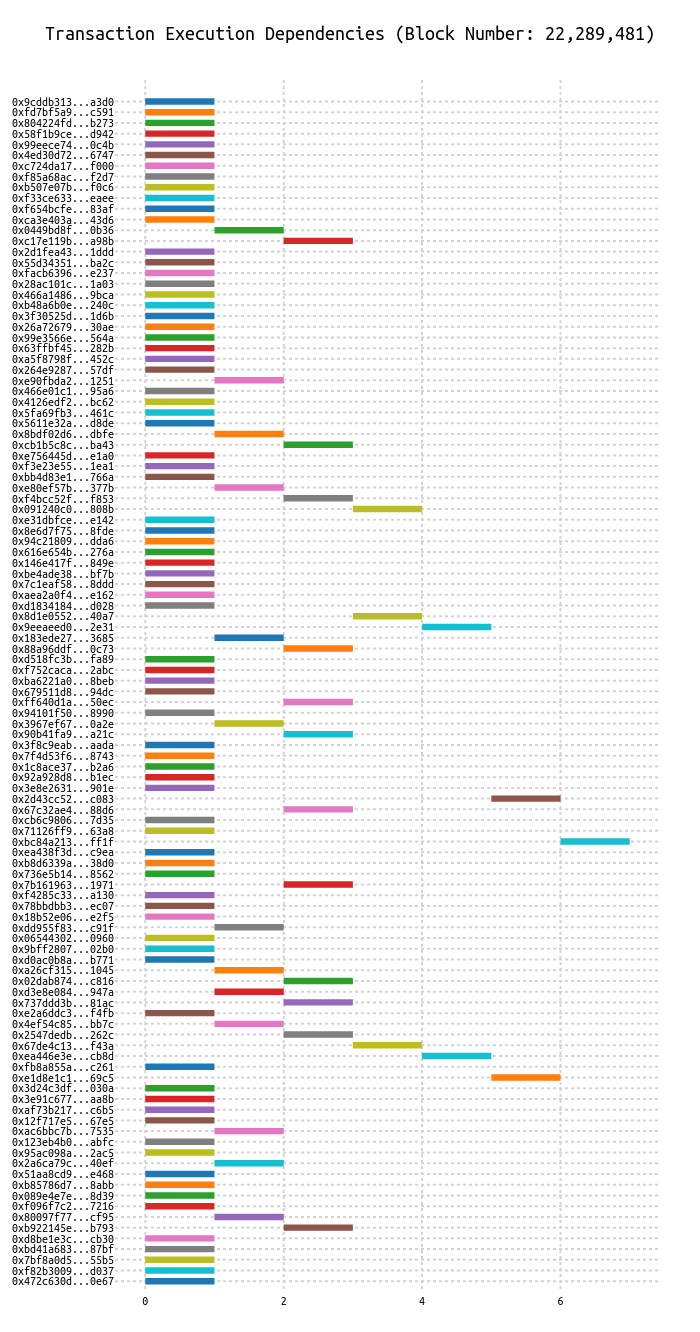 Transaction Execution Dependencies (Block Number: 22,289,481)
0x9cddb313...a3d0
0xfd7bf5a9...c591
0x804224fd...b273
0x58f1b9ce...d942
0x99eece74...0c4b
0x4ed30d72...6747
0xc724da17...f000
0xf85a68ac...f2d7
0xb507e07b...f0c6
0xf33ce633...eaee
0xf654bcfe...83af
0xca3e403a...43d6
0x0449bd8f...0b36
0xc17e119b...a98b
0x2d1fea43...1ddd
0x55d34351...ba2c
0xfacb6396...e237
0x28ac101c...1a03
0x466a1486...9bca
0xb48a6b0e...240c
0x3f30525d...1d6b
0x26a72679...30ae
0x99e3566e...564a
0x63ffbf45...282b
0xa5f8798f...452c
0x264e9287...57df
0xe90fbda2...1251
0x466e01c1...95a6
0x4126edf2...bc62
0x5fa69fb3...461c
0x5611e32a...d8de
0x8bdf02d6...dbfe
0xcb1b5c8c...ba43
0xe756445d...e1a0
0xf3e23e55...1ea1
0xbb4d83e1...766a
0xe80ef57b...377b
0xf4bcc52f...f853
0x091240c0...808b
0xe31dbfce...e142
0x8e6d7f75...8fde
0x94c21809...dda6
0x616e654b...276a
0x146e417f...849e
0xbe4ade38...bf7b
0x7c1eaf58...8ddd
0xaea2a0f4...e162
0xd1834184...d028
0x8d1e0552...40a7
0x9eeaeed0...2e31
0x183ede27...3685
0x88a96ddf...0c73
0xd518fc3b...fa89
0xf752caca...2abc
0xba6221a0...8beb
0x679511d8...94dc
0xff640d1a...50ec
0x94101f50...8990
0x3967ef67...0a2e
0x90b41fa9...a21c
0x3f8c9eab...aada
0x7f4d53f6...8743
0x1c8ace37...b2a6
0x92a928d8...b1ec
0x3e8e2631...901e
0x2d43cc52...c083
0x67c32ae4...88d6
0xcb6c9806...7d35
0x71126ff9...63a8
0xbc84a213...ff1f
0xea438f3d...c9ea
0xb8d6339a...38d0
0x736e5b14...8562
0x7b161963...1971
0xf4285c33...a130
0x78bbdbb3...ec07
0x18b52e06...e2f5
0xdd955f83...c91f
0x06544302...0960
0x9bff2807...02b0
0xd0ac0b8a...b771
0xa26cf315...1045
0x02dab874...c816
0xd3e8e084...947a
0x737ddd3b...81ac
0xe2a6ddc3...f4fb
0x4ef54c85...bb7c
0x2547dedb...262c
0x67de4c13...f43a
0xea446e3e...cb8d
0xfb8a855a...c261
0xe1d8e1c1...69c5
0x3d24c3df...030a
0x3e91c677...aa8b
0xaf73b217...c6b5
0x12f717e5...67e5
0xac6bbc7b...7535
0x123eb4b0...abfc
0x95ac098a...2ac5
0x2a6ca79c...40ef
0x51aa8cd9...e468
0xb85786d7...8abb
0x089e4e7e...8d39
0xf096f7c2...7216
0x80097f77...cf95
0xb922145e...b793
0xd8be1e3c...cb30
0xbd41a683...87bf
0x7bf8a0d5...55b5
0xf82b3009...d037
0x472c630d...0e67
0 2 4 6